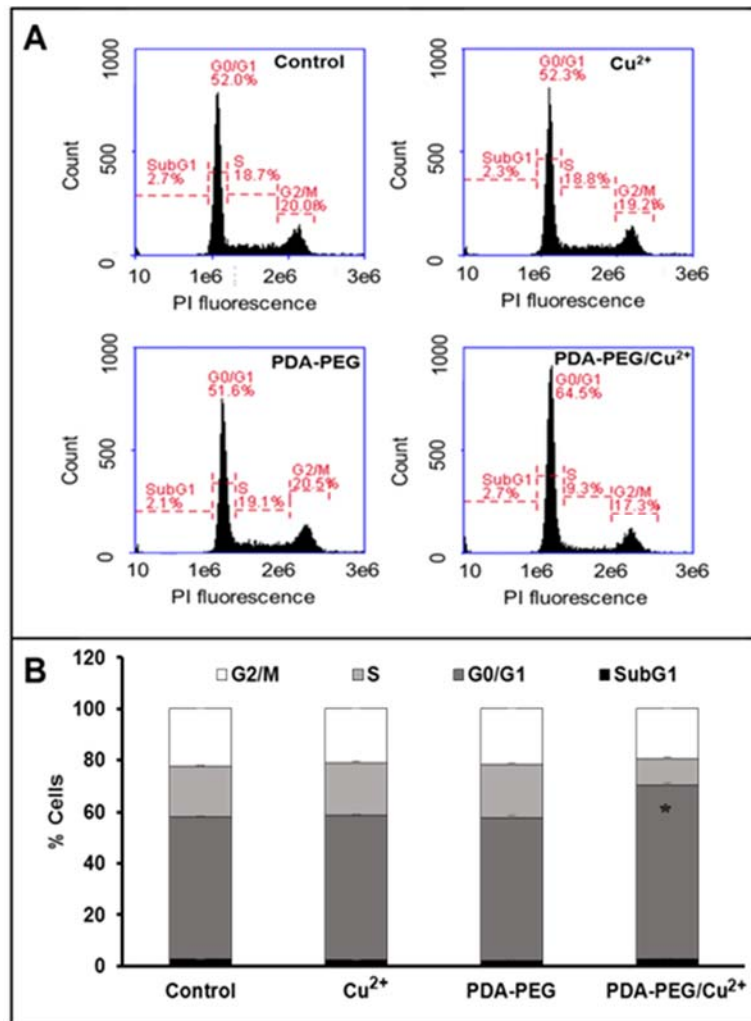 A
Control
G0/G1
52.0%
SubG1
2.7%
S
18.7%
G2/M
20.0%
Count
0
500
1000
10
1e6
2e6
3e6
PI fluorescence
Cu²⁺
G0/G1
52.3%
SubG1
2.3%
S
18.8%
G2/M
19.2%
Count
0
500
1000
10
1e6
2e6
3e6
PI fluorescence
PDA-PEG
G0/G1
51.6%
SubG1
2.1%
S
19.1%
G2/M
20.5%
Count
0
500
1000
10
1e6
2e6
3e6
PI fluorescence
PDA-PEG/Cu²⁺
G0/G1
64.5%
SubG1
2.7%
S
9.3%
G2/M
17.3%
Count
0
500
1000
10
1e6
2e6
3e6
PI fluorescence
B
G2/M S G0/G1 SubG1
% Cells
120
100
80
60
40
20
0
*
Control Cu²⁺ PDA-PEG PDA-PEG/Cu²⁺